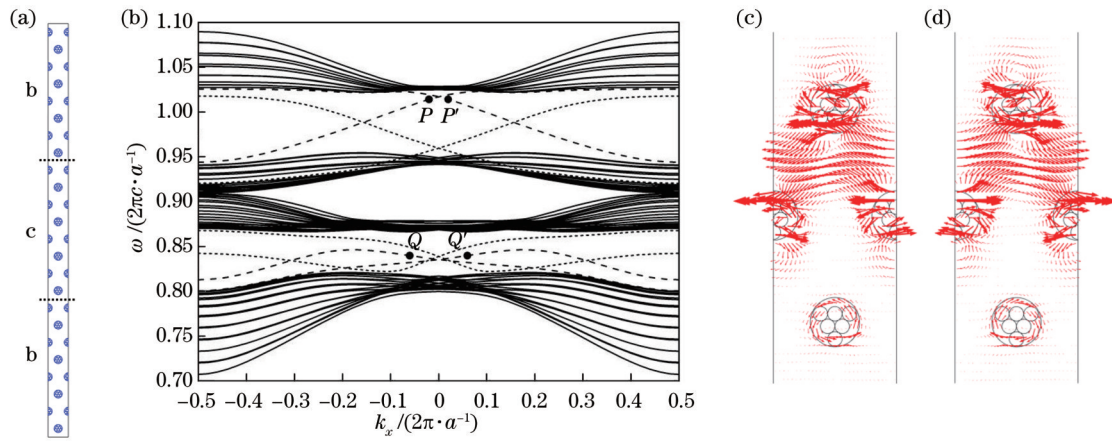 (a)
b
c
b
(b)
1.10
1.05
1.00
0.95
0.90
0.85
0.80
0.75
0.70
ω/(2πc·a⁻¹)
P P′
Q Q′
−0.5 −0.4 −0.3 −0.2 −0.1 0 0.1 0.2 0.3 0.4 0.5
kₓ/(2π·a⁻¹)
(c)
(d)